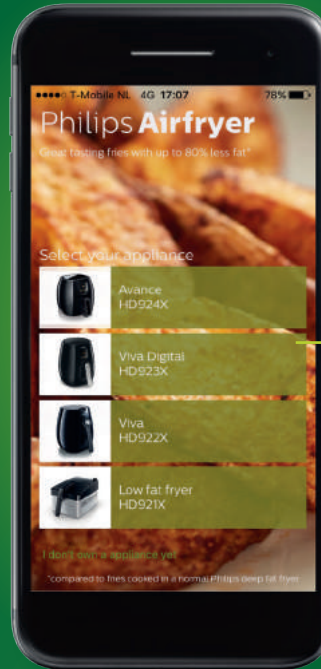 T-Mobile NL 4G 17:07 78%
Philips Airfryer
Great tasting fries with up to 80% less fat*
Select your appliance
Avance
HD924X
Viva Digital
HD923X
Viva
HD922X
Low fat fryer
HD921X
I don't own a appliance yet
*compared to fries cooked in a normal Philips deep fat fryer